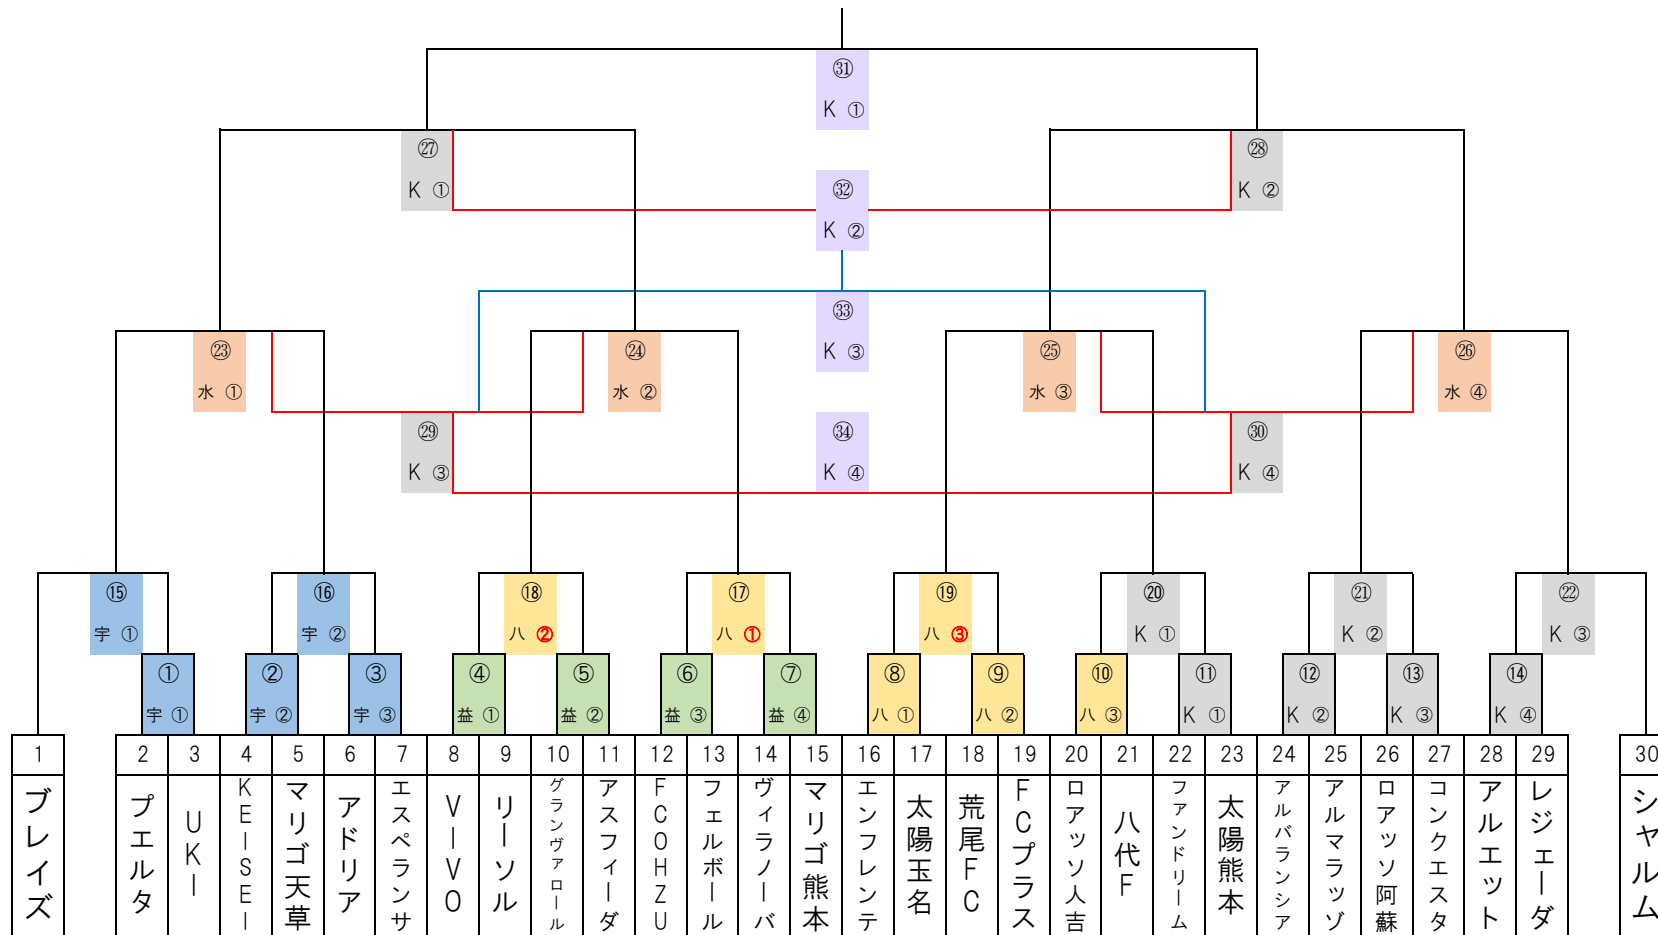 ㉛
K ①
㉗ ㉘
K ① K ②
㉜
K ②
㉝
K ③
㉓ ㉔ ㉕ ㉖
水 ① 水 ② 水 ③ 水 ④
㉙ ㉞ ㉚
K ③ K ④ K ④
⑮ ⑯ ⑱ ⑰ ⑲ ⑳ ㉑ ㉒
宇 ① 宇 ② 八 ② 八 ① 八 ③ K ① K ② K ③
① ② ③ ④ ⑤ ⑥ ⑦ ⑧ ⑨ ⑩ ⑪ ⑫ ⑬ ⑭
宇 ① 宇 ② 宇 ③ 益 ① 益 ② 益 ③ 益 ④ 八 ① 八 ② 八 ③ K ① K ② K ③ K ④
1 2 3 4 5 6 7 8 9 10 11 12 13 14 15 16 17 18 19 20 21 22 23 24 25 26 27 28 29 30
ブレイズ
プエルタ
UKI
KEISEI
マリゴ天草
アドリア
エスペランサ
VIVO
リーソル
グランヴァロール
アスフィーダ
FCOHZU
フェルボール
ヴィラノーバ
マリゴ熊本
エンフレンテ
太陽玉名
荒尾FC
FCプラス
ロアッソ人吉
八代F
ファンドリーム
太陽熊本
アルバランシア
アルマラッゾ
ロアッソ阿蘇
コンクエスタ
アルエット
レジェーダ
シャルム